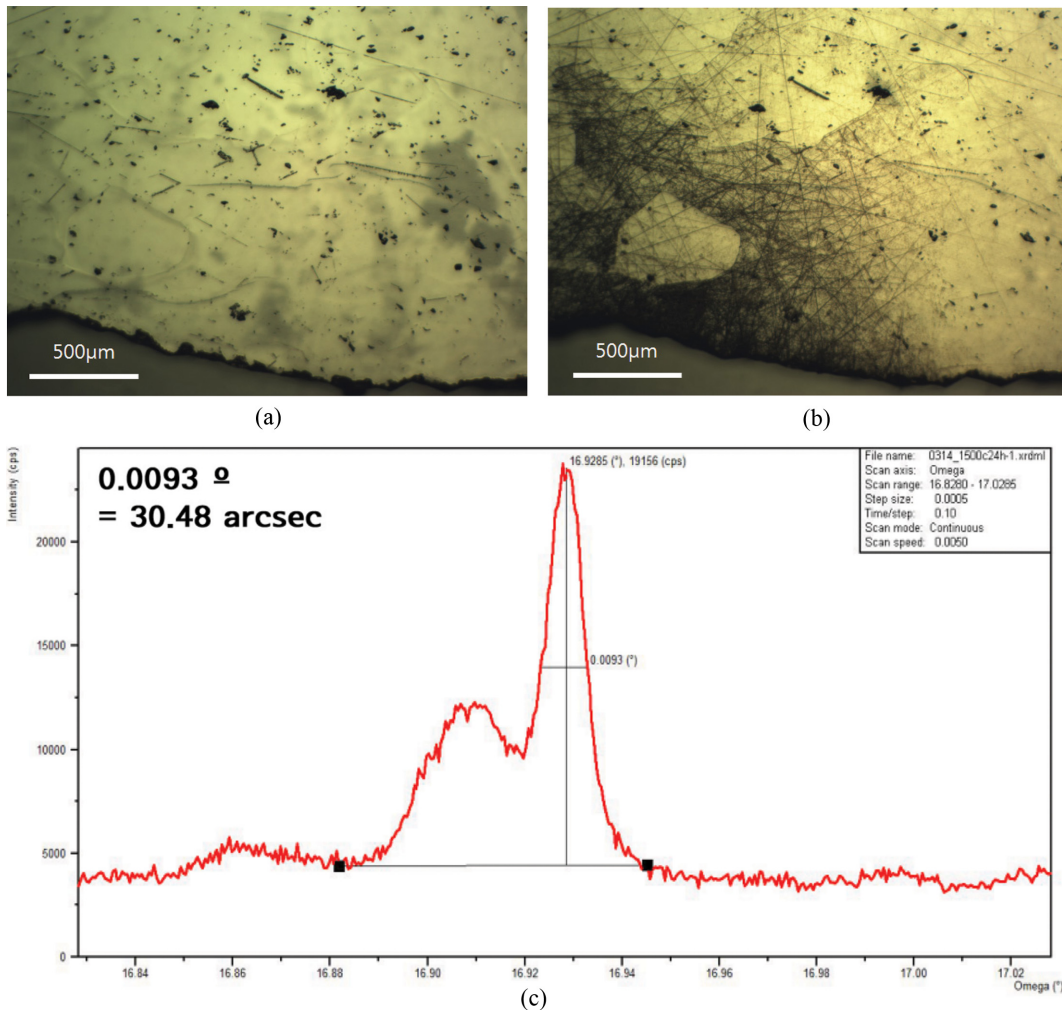 500µm
500µm
(a)
(b)
Intensity (cps)
0.0093 º
= 30.48 arcsec
16.9285 (°), 19156 (cps)
0.0093 (°)
File name: 0314_1500c24h-1.xrdml
Scan axis: Omega
Scan range: 16.8280 - 17.0285
Step size: 0.0005
Time/step: 0.10
Scan mode: Continuous
Scan speed: 0.0050
20000
15000
10000
5000
0
16.84
16.86
16.88
16.90
16.92
16.94
16.96
16.98
17.00
17.02
Omega (°)
(c)